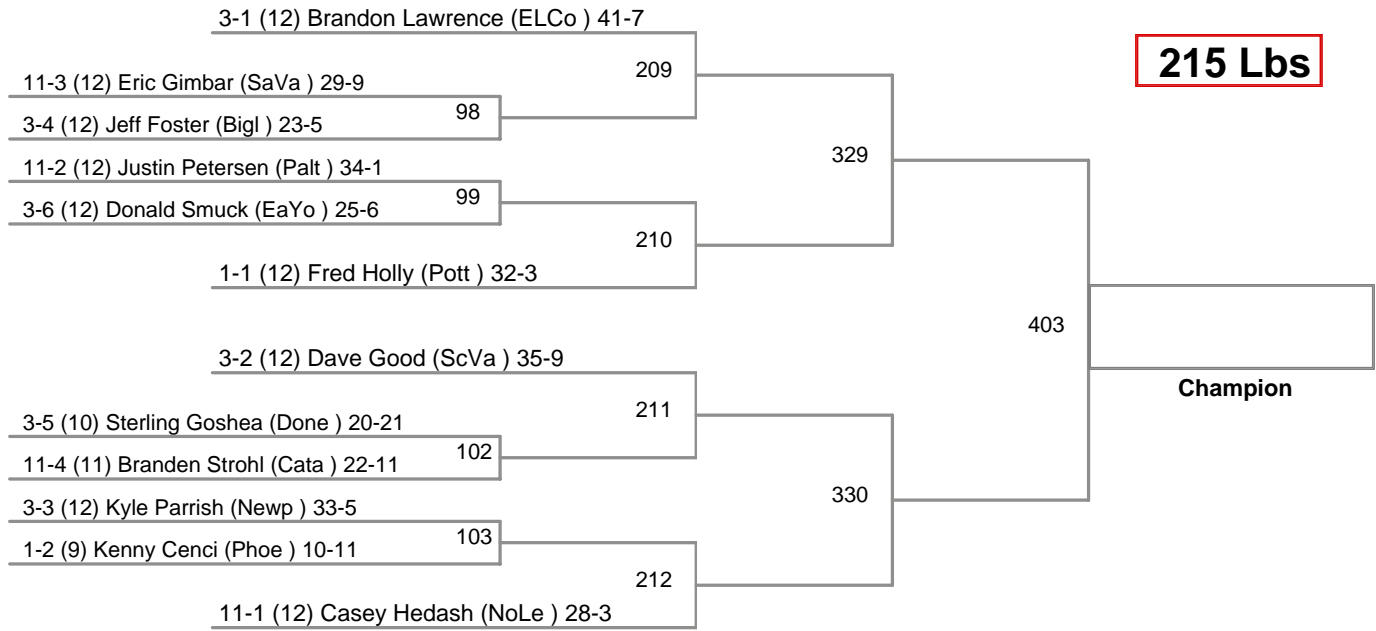 3-1 (12) Brandon Lawrence (ELCo ) 41-7
215 Lbs
209
11-3 (12) Eric Gimbar (SaVa ) 29-9
98
3-4 (12) Jeff Foster (Bigl ) 23-5
329
11-2 (12) Justin Petersen (Palt ) 34-1
99
3-6 (12) Donald Smuck (EaYo ) 25-6
210
1-1 (12) Fred Holly (Pott ) 32-3
403
3-2 (12) Dave Good (ScVa ) 35-9
Champion
211
3-5 (10) Sterling Goshea (Done ) 20-21
102
11-4 (11) Branden Strohl (Cata ) 22-11
330
3-3 (12) Kyle Parrish (Newp ) 33-5
103
1-2 (9) Kenny Cenci (Phoe ) 10-11
212
11-1 (12) Casey Hedash (NoLe ) 28-3